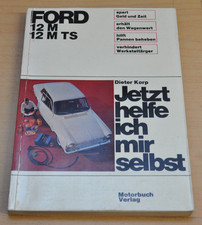 FORD
12 M
12 M TS
spart
Geld und Zeit
erhält
den Wagenwert
hilft
Pannen beheben
verhindert
Werkstattärger
Dieter Korp
Jetzt
helfe
ich
mir
selbst
Motorbuch
Verlag